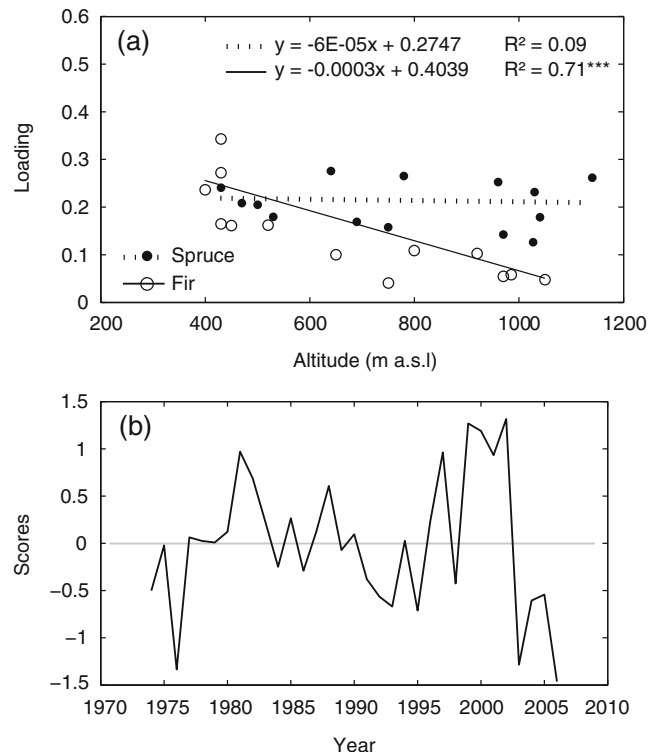 (a)
y = -6E-05x + 0.2747 R² = 0.09
y = -0.0003x + 0.4039 R² = 0.71***
0.6
0.5
0.4
0.3
0.2
0.1
0
Loading
Spruce
Fir
200 400 600 800 1000 1200
Altitude (m a.s.l)
(b)
1.5
1
0.5
0
−0.5
−1
−1.5
Scores
1970 1975 1980 1985 1990 1995 2000 2005 2010
Year